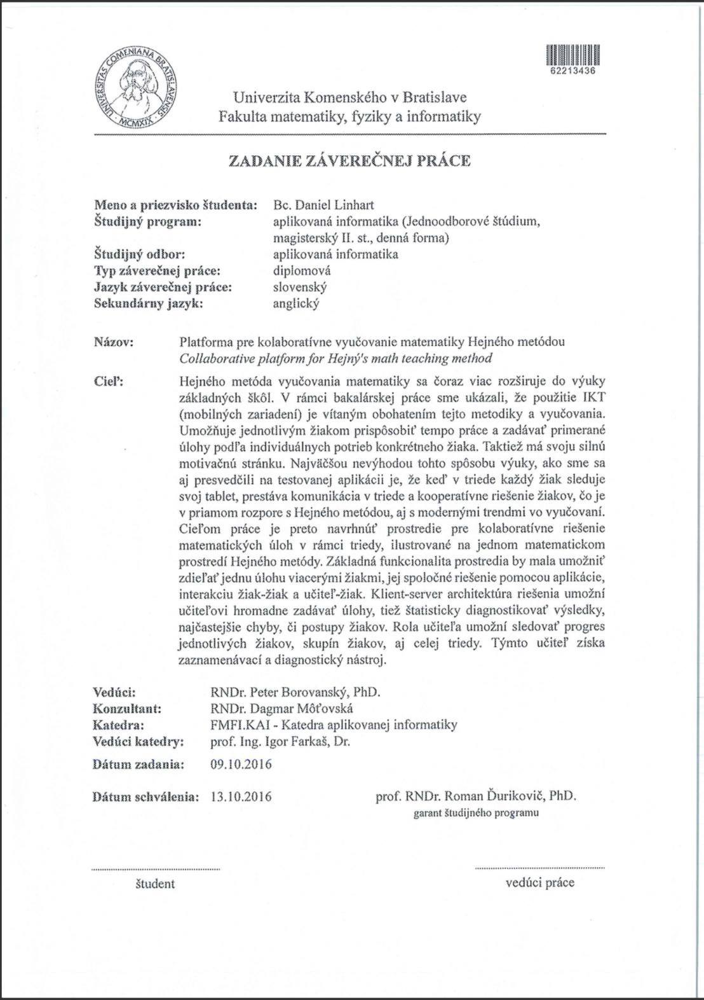 UNIVERSITAS COMENIANA BRATISLAVENSIS
MCMXIX
62213436
Univerzita Komenského v Bratislave
Fakulta matematiky, fyziky a informatiky
ZADANIE ZÁVEREČNEJ PRÁCE
Meno a priezvisko študenta: Bc. Daniel Linhart
Študijný program: aplikovaná informatika (Jednoodborové štúdium,
magisterský II. st., denná forma)
Študijný odbor: aplikovaná informatika
Typ záverečnej práce: diplomová
Jazyk záverečnej práce: slovenský
Sekundárny jazyk: anglický
Názov: Platforma pre kolaboratívne vyučovanie matematiky Hejného metódou
Collaborative platform for Hejný's math teaching method
Cieľ: Hejného metóda vyučovania matematiky sa čoraz viac rozširuje do výuky
základných škôl. V rámci bakalárskej práce sme ukázali, že použitie IKT
(mobilných zariadení) je vítaným obohatením tejto metodiky a vyučovania.
Umožňuje jednotlivým žiakom prispôsobiť tempo práce a zadávať primerané
úlohy podľa individuálnych potrieb konkrétneho žiaka. Taktiež má svoju silnú
motivačnú stránku. Najväčšou nevýhodou tohto spôsobu výuky, ako sme sa
aj presvedčili na testovanej aplikácii je, že keď v triede každý žiak sleduje
svoj tablet, prestáva komunikácia v triede a kooperatívne riešenie žiakov, čo je
v priamom rozpore s Hejného metódou, aj s modernými trendmi vo vyučovaní.
Cieľom práce je preto navrhnúť prostredie pre kolaboratívne riešenie
matematických úloh v rámci triedy, ilustrované na jednom matematickom
prostredí Hejného metódy. Základná funkcionalita prostredia by mala umožniť
zdieľať jednu úlohu viacerými žiakmi, jej spoločné riešenie pomocou aplikácie,
interakciu žiak-žiak a učiteľ-žiak. Klient-server architektúra riešenia umožní
učiteľovi hromadne zadávať úlohy, tiež štatisticky diagnostikovať výsledky,
najčastejšie chyby, či postupy žiakov. Rola učiteľa umožní sledovať progres
jednotlivých žiakov, skupín žiakov, aj celej triedy. Týmto učiteľ získa
zaznamenávací a diagnostický nástroj.
Vedúci: RNDr. Peter Borovanský, PhD.
Konzultant: RNDr. Dagmar Môťovská
Katedra: FMFI.KAI - Katedra aplikovanej informatiky
Vedúci katedry: prof. Ing. Igor Farkaš, Dr.
Dátum zadania: 09.10.2016
Dátum schválenia: 13.10.2016 prof. RNDr. Roman Ďurikovič, PhD.
garant študijného programu
študent vedúci práce